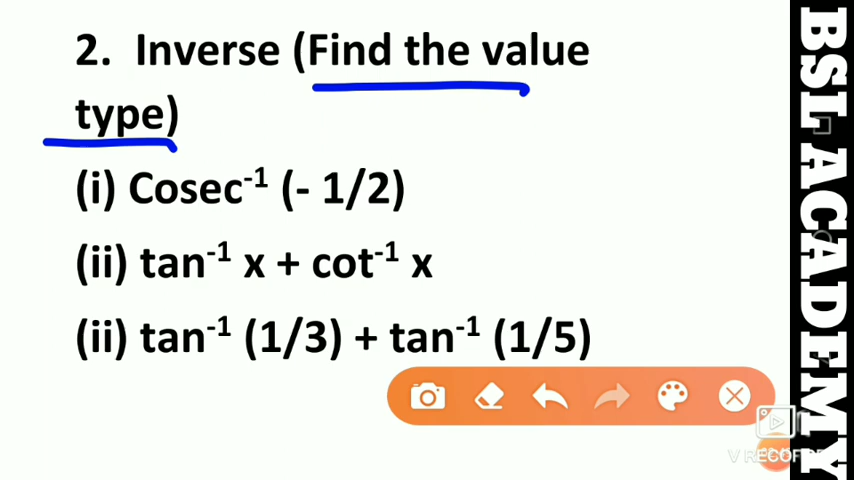 2. Inverse (Find the value
type)
(i) Cosec⁻¹ (- 1/2)
(ii) tan⁻¹ x + cot⁻¹ x
(ii) tan⁻¹ (1/3) + tan⁻¹ (1/5)
BSL ACADEMY